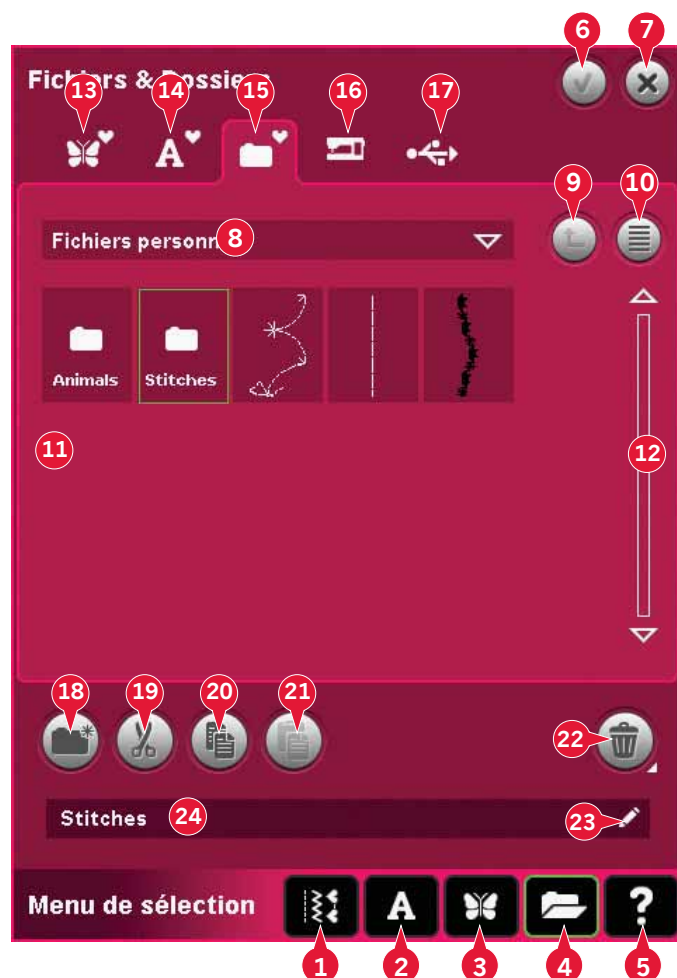 6 7
Fichiers & Dossiers
13 14 15 16 17
A
9 10
Fichiers personn 8
Animals Stitches
11 12
18 19 20 21
22
Stitches 24 23
Menu de sélection A ?
1 2 3 4 5